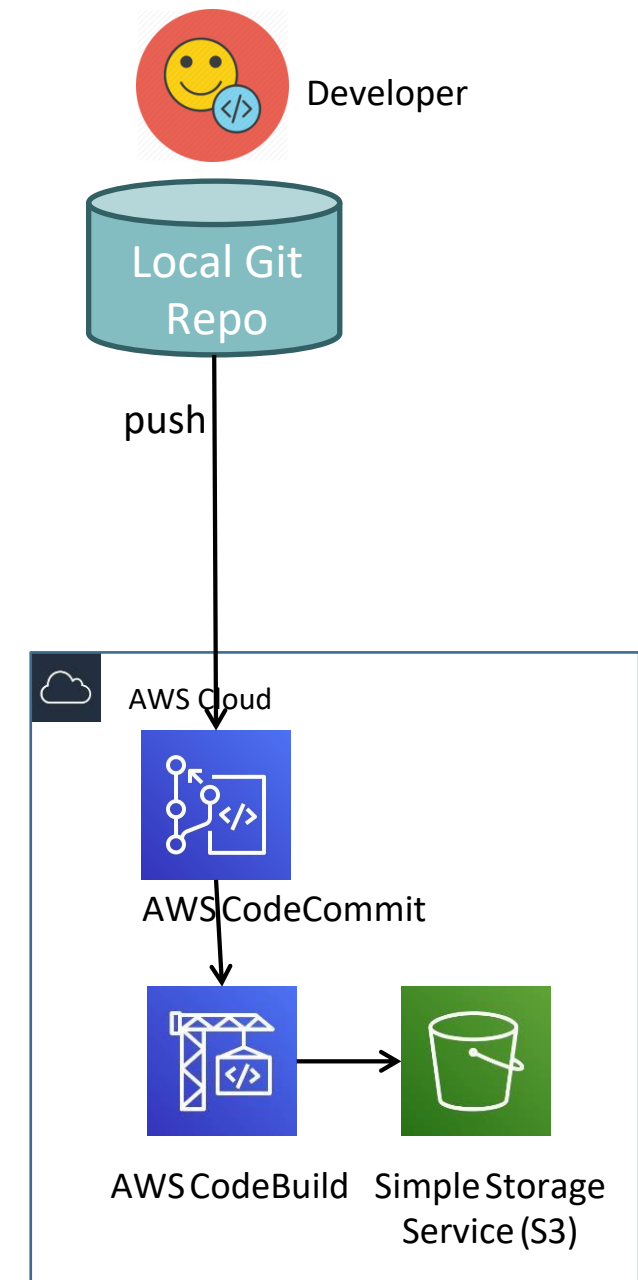 Developer
Local Git
Repo
push
AWS Cloud
AWS CodeCommit
AWS CodeBuild
Simple Storage
Service (S3)